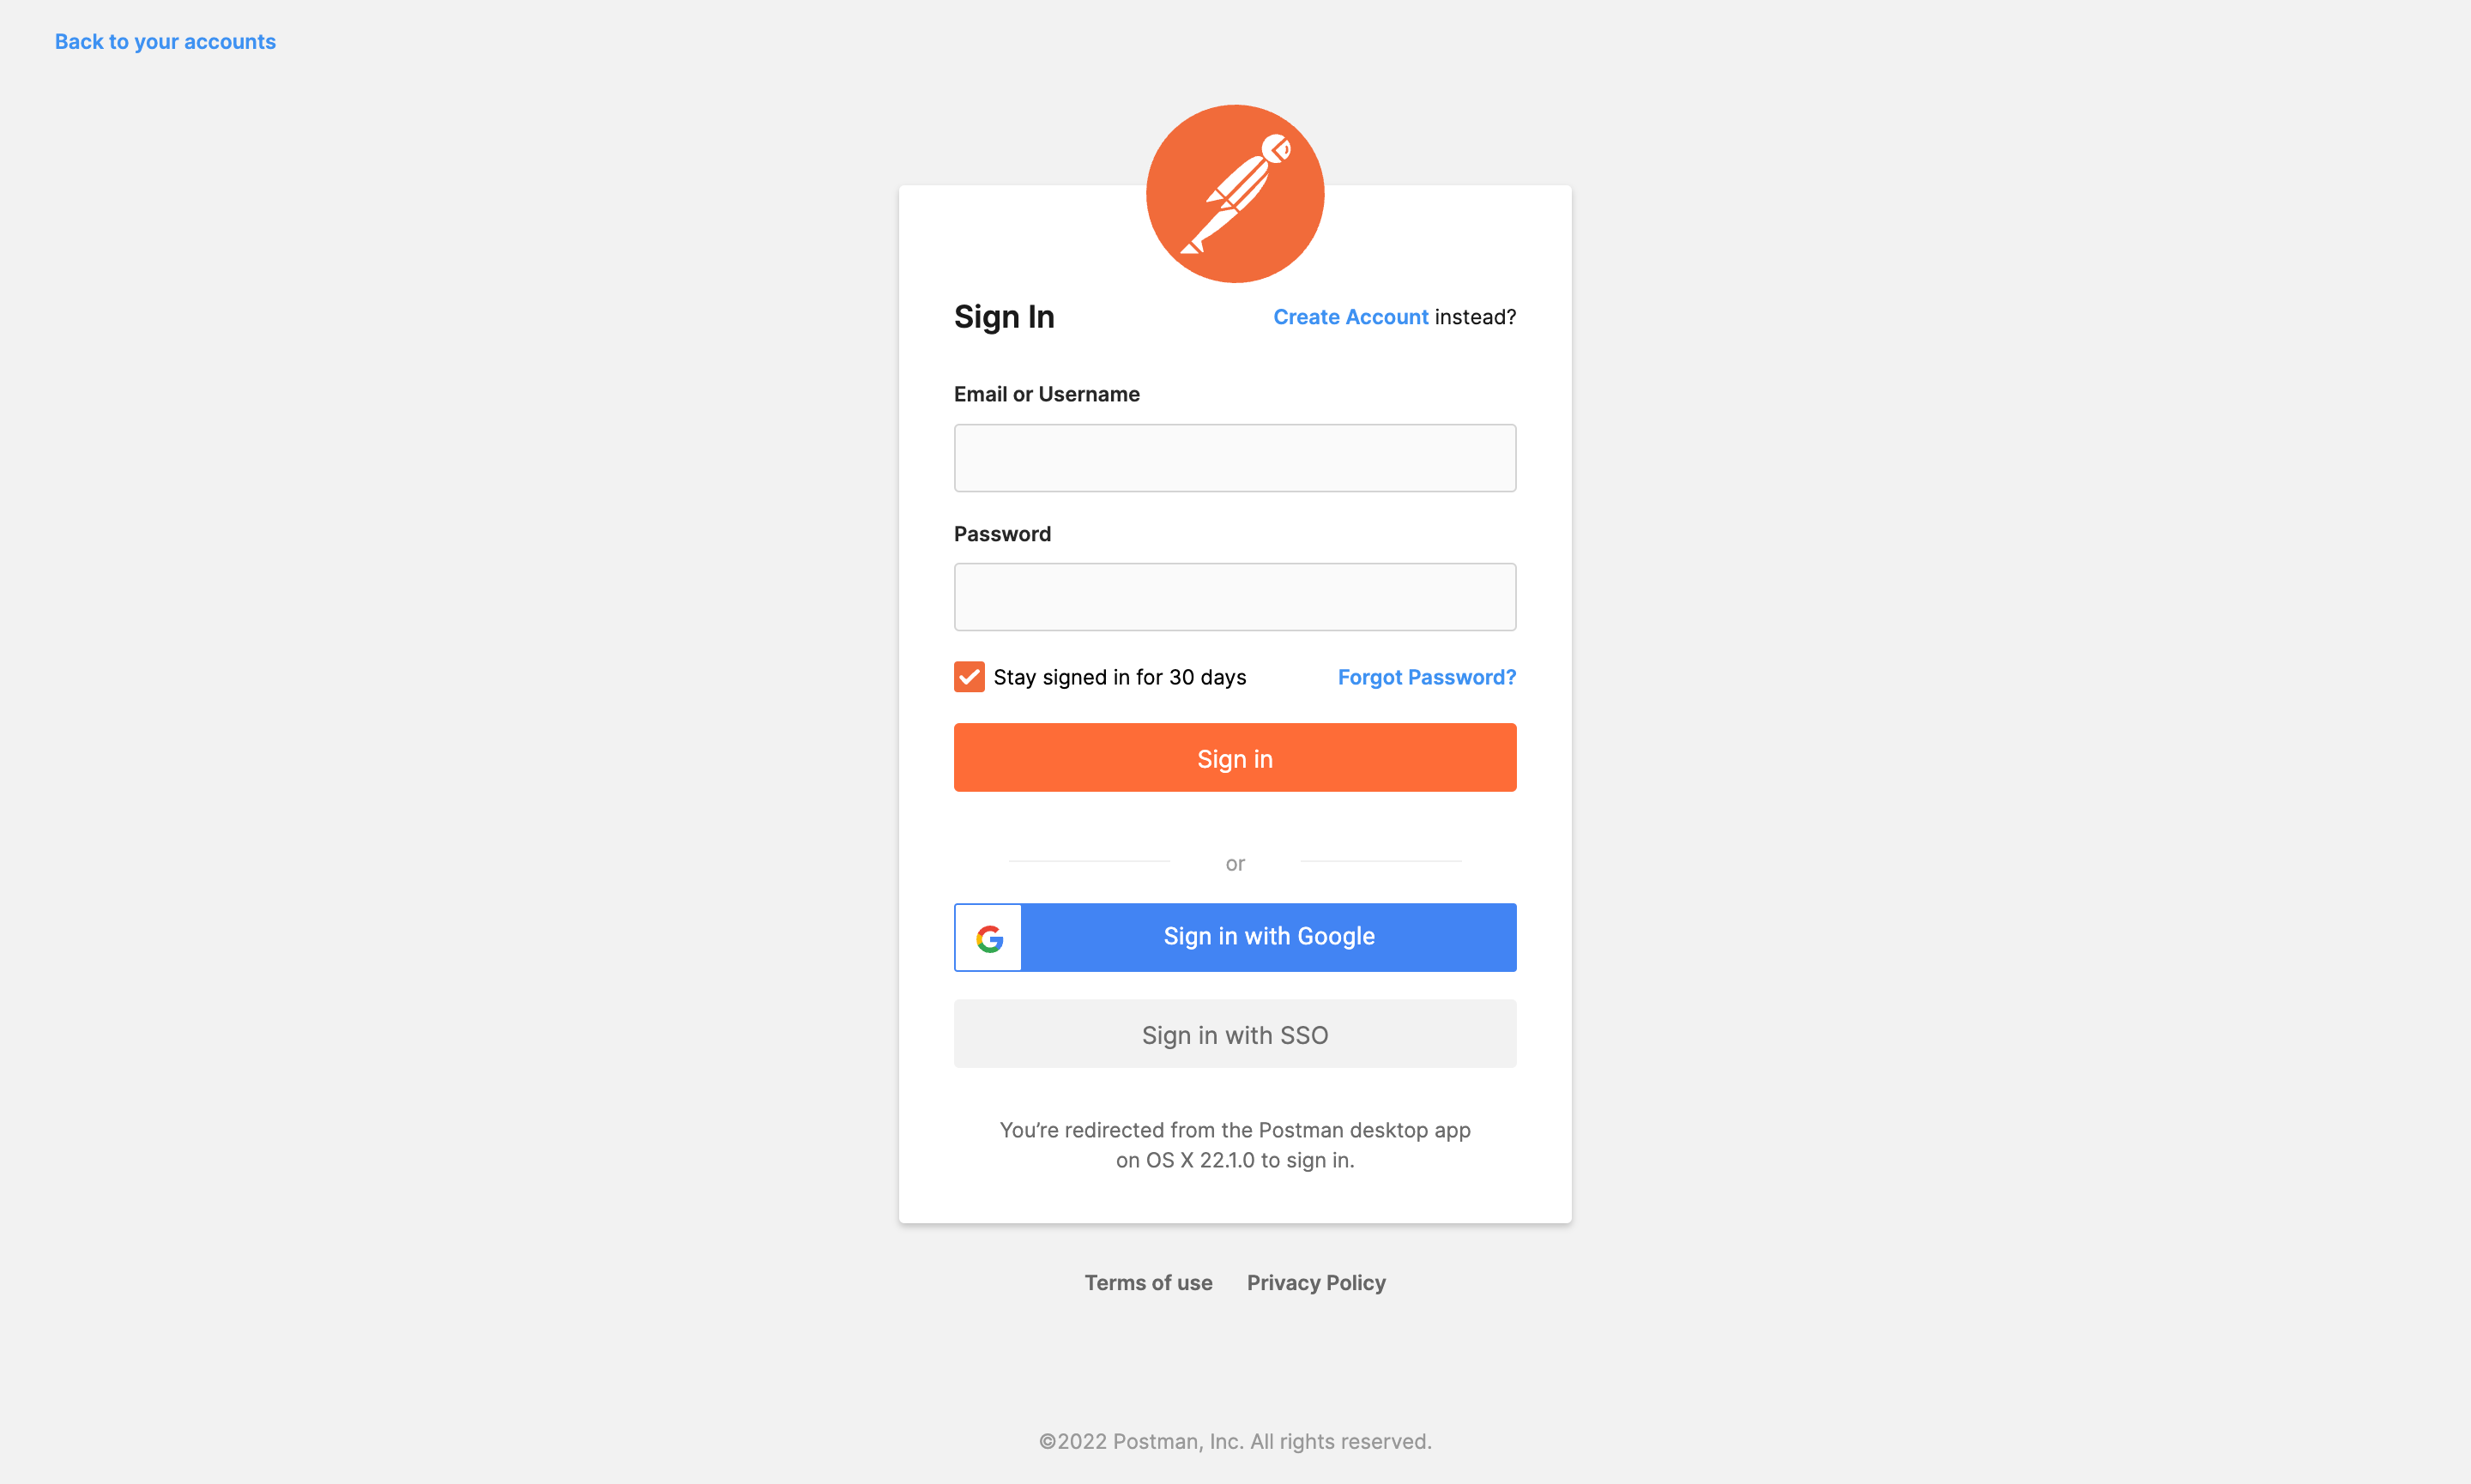 Back to your accounts
Sign In
Create Account instead?
Email or Username
Password
Stay signed in for 30 days
Forgot Password?
Sign in
or
Sign in with Google
Sign in with SSO
You’re redirected from the Postman desktop app
on OS X 22.1.0 to sign in.
Terms of use
Privacy Policy
©2022 Postman, Inc. All rights reserved.